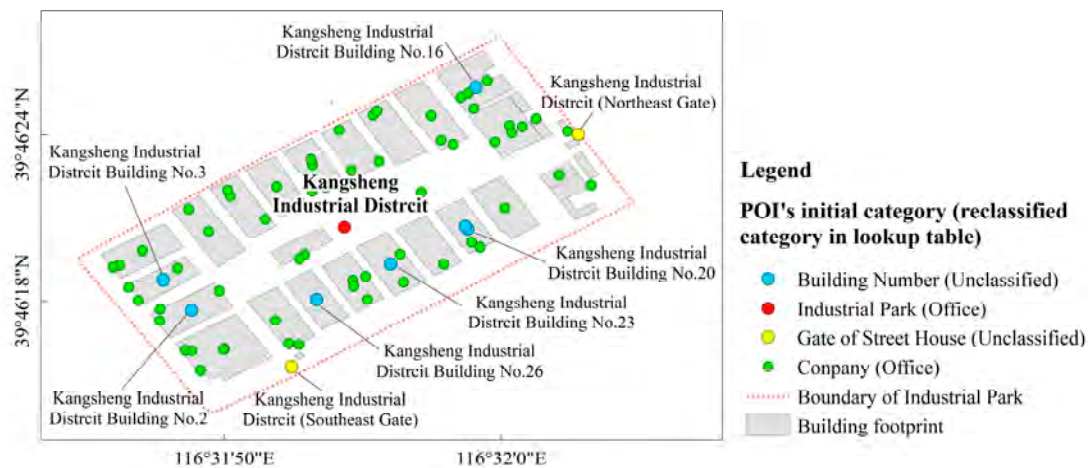 Kangsheng Industrial
Distrcit Building No.16
Kangsheng Industrial
Distrcit (Northeast Gate)
39°46'24"N
Kangsheng Industrial
Distrcit Building No.3
Kangsheng
Industrial Distrcit
Kangsheng Industrial
Distrcit Building No.20
39°46'18"N
Kangsheng Industrial
Distrcit Building No.23
Kangsheng Industrial
Distrcit Building No.26
Kangsheng Industrial
Distrcit Building No.2
Kangsheng Industrial
Distrcit (Southeast Gate)
116°31'50"E
116°32'0"E
Legend
POI's initial category (reclassified
category in lookup table)
Building Number (Unclassified)
Industrial Park (Office)
Gate of Street House (Unclassified)
Conpany (Office)
Boundary of Industrial Park
Building footprint